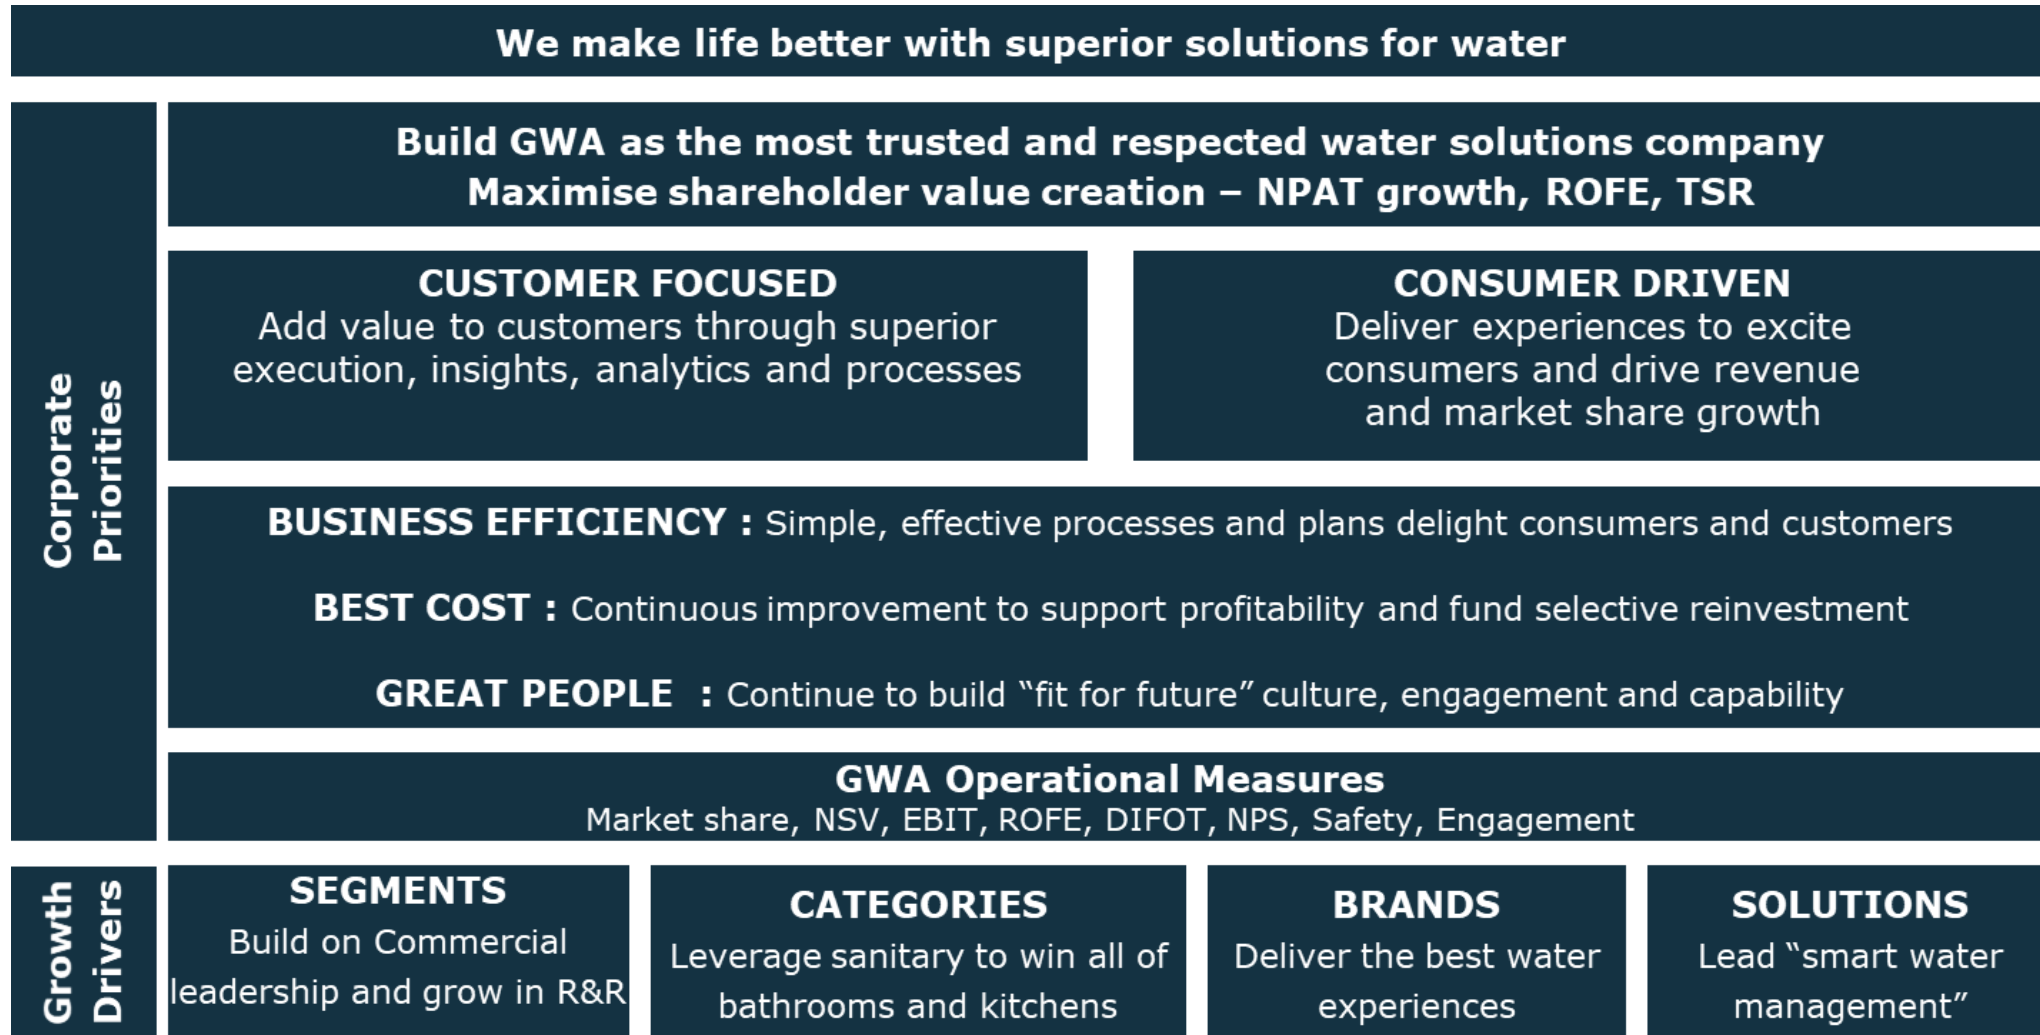 We make life better with superior solutions for water
Corporate
Priorities
Build GWA as the most trusted and respected water solutions company
Maximise shareholder value creation – NPAT growth, ROFE, TSR
CUSTOMER FOCUSED
Add value to customers through superior
execution, insights, analytics and processes
CONSUMER DRIVEN
Deliver experiences to excite
consumers and drive revenue
and market share growth
BUSINESS EFFICIENCY : Simple, effective processes and plans delight consumers and customers
BEST COST : Continuous improvement to support profitability and fund selective reinvestment
GREAT PEOPLE : Continue to build “fit for future” culture, engagement and capability
GWA Operational Measures
Market share, NSV, EBIT, ROFE, DIFOT, NPS, Safety, Engagement
Growth
Drivers
SEGMENTS
Build on Commercial
leadership and grow in R&R
CATEGORIES
Leverage sanitary to win all of
bathrooms and kitchens
BRANDS
Deliver the best water
experiences
SOLUTIONS
Lead “smart water
management”